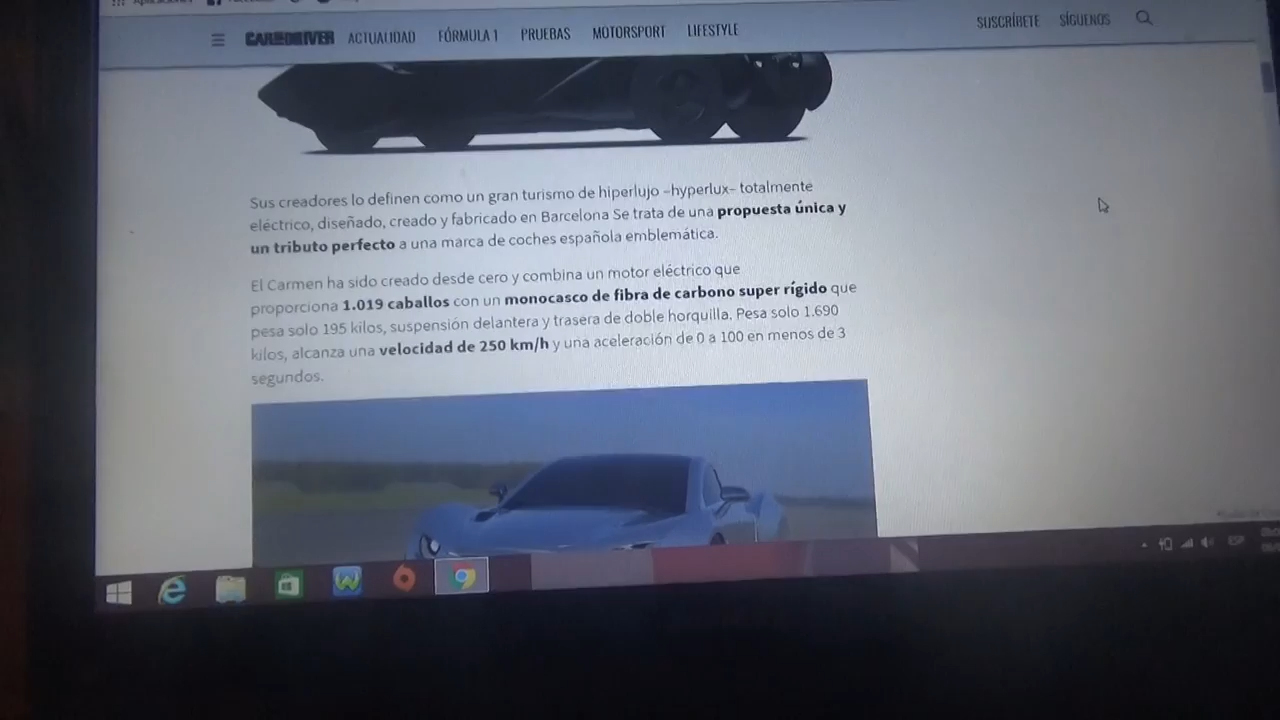 CAR AND DRIVER ACTUALIDAD FÓRMULA 1 PRUEBAS MOTORSPORT LIFESTYLE SUSCRÍBETE SÍGUENOS
Sus creadores lo definen como un gran turismo de hiperlujo –hyperlux– totalmente
eléctrico, diseñado, creado y fabricado en Barcelona Se trata de una propuesta única y
un tributo perfecto a una marca de coches española emblemática.
El Carmen ha sido creado desde cero y combina un motor eléctrico que
proporciona 1.019 caballos con un monocasco de fibra de carbono super rígido que
pesa solo 195 kilos, suspensión delantera y trasera de doble horquilla. Pesa solo 1.690
kilos, alcanza una velocidad de 250 km/h y una aceleración de 0 a 100 en menos de 3
segundos.
ESP